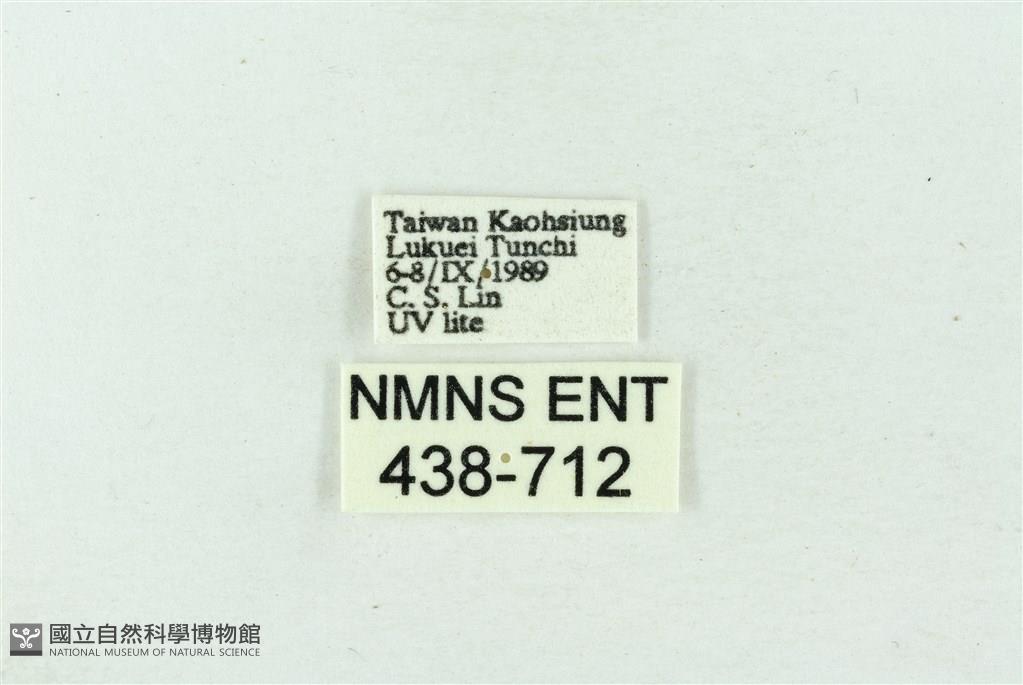 Taiwan Kaohsiung
Lukuei Tunchi
6-8/IX/1989
C. S. Lin
UV lite
NMNS ENT
438-712
國立自然科學博物館
NATIONAL MUSEUM OF NATURAL SCIENCE